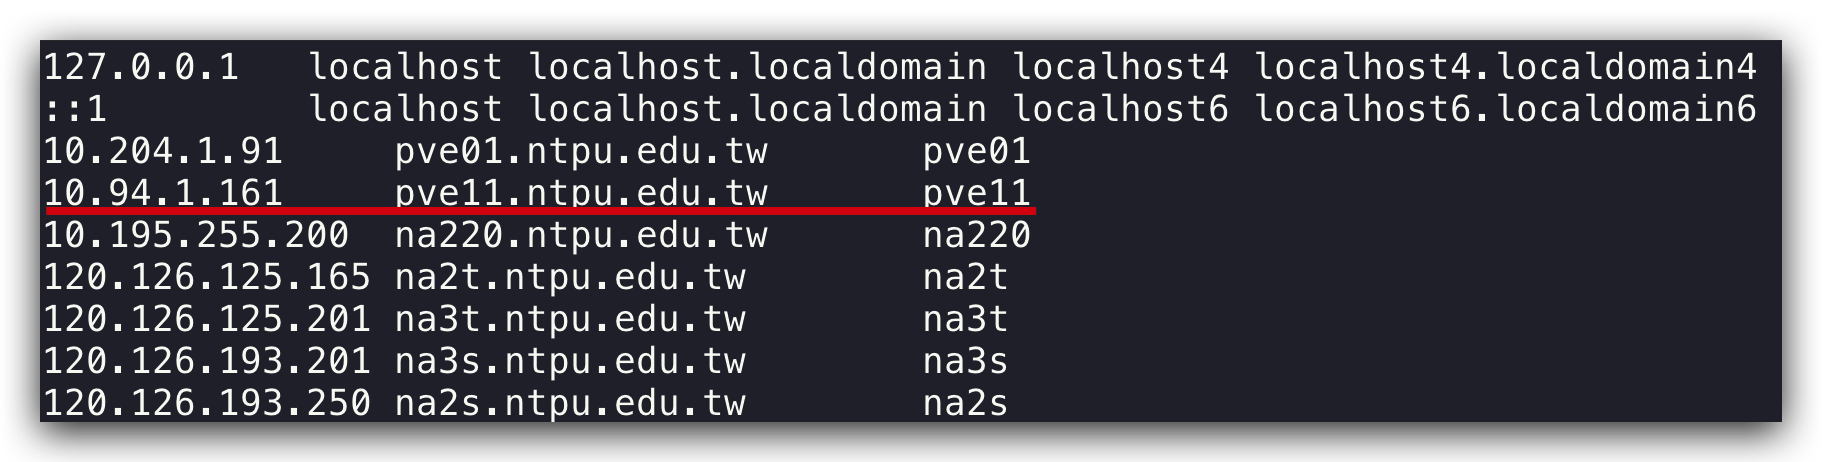 127.0.0.1   localhost localhost.localdomain localhost4 localhost4.localdomain4
::1         localhost localhost.localdomain localhost6 localhost6.localdomain6
10.204.1.91     pve01.ntpu.edu.tw       pve01
10.94.1.161     pve11.ntpu.edu.tw       pve11
10.195.255.200  na220.ntpu.edu.tw       na220
120.126.125.165 na2t.ntpu.edu.tw        na2t
120.126.125.201 na3t.ntpu.edu.tw        na3t
120.126.193.201 na3s.ntpu.edu.tw        na3s
120.126.193.250 na2s.ntpu.edu.tw        na2s